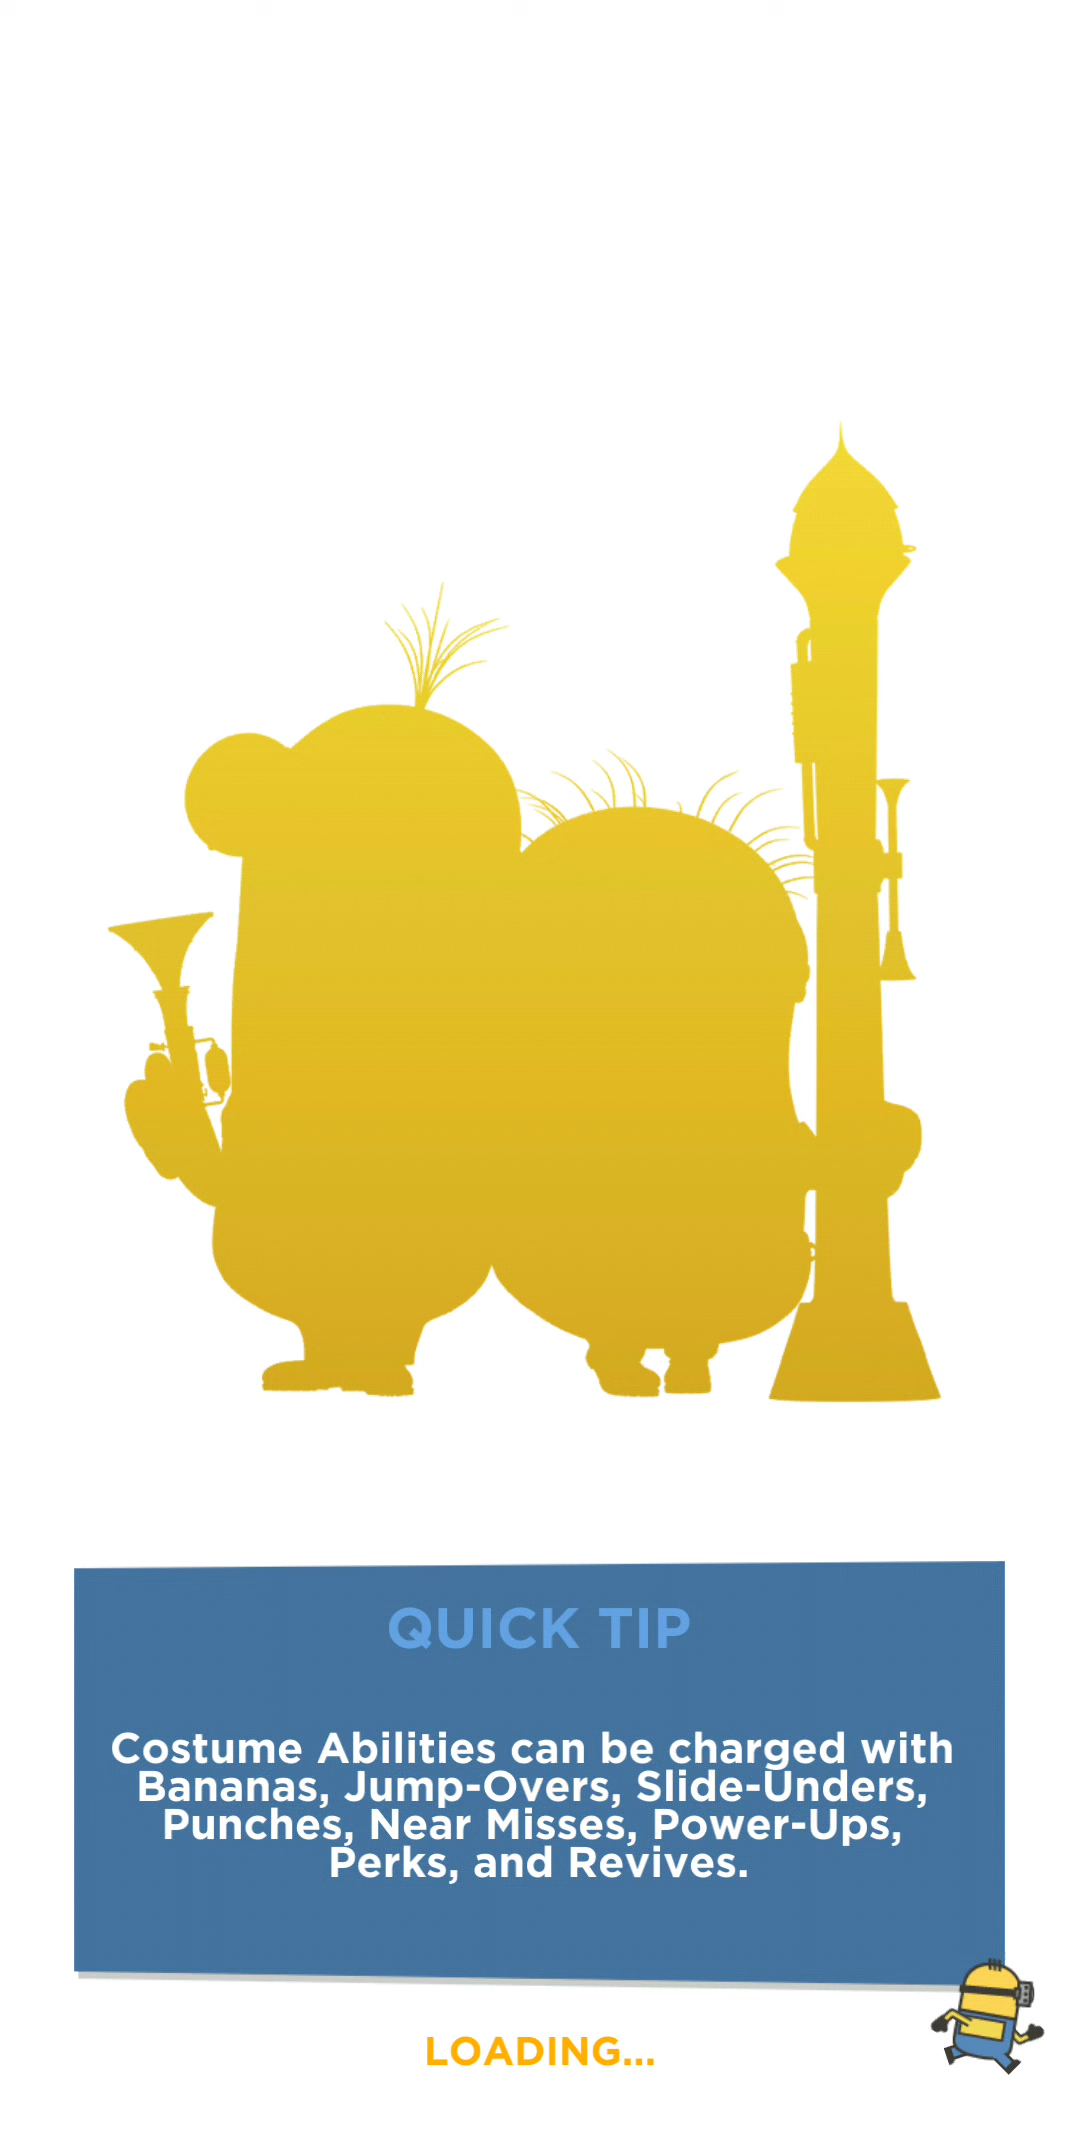 QUICK TIP
Costume Abilities can be charged with
Bananas, Jump-Overs, Slide-Unders,
Punches, Near Misses, Power-Ups,
Perks, and Revives.
LOADING...